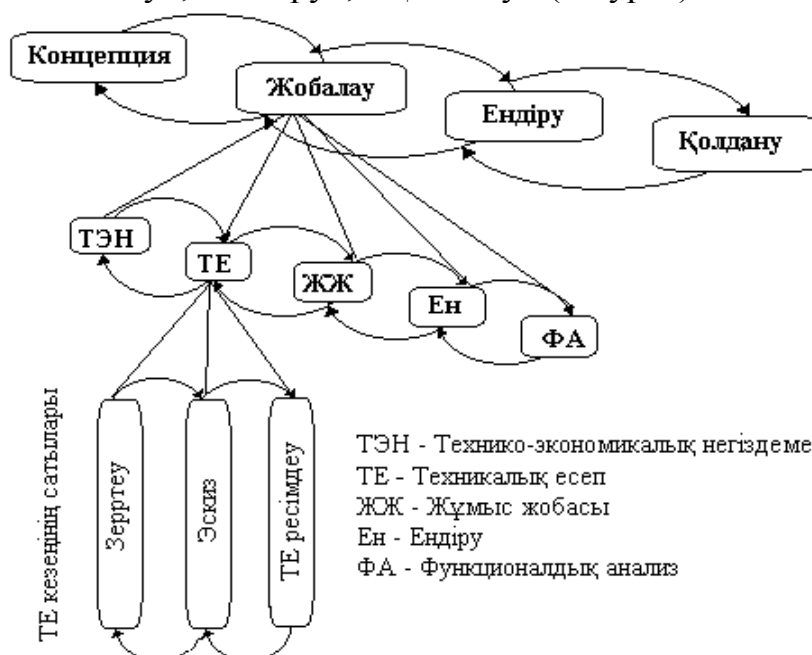 Концепция
Жобалау
Ендіру
Қолдану
ТЭН
ТЕ
ЖЖ
Ен
ФА
ТЕ кезеңінің сатылары
Зерртеу
Эскиз
ТЕ ресімдеу
ТЭН - Технико-экономикалық негіздеме
ТЕ - Техникалық есеп
ЖЖ - Жұмыс жобасы
Ен - Ендіру
ФА - Функционалдық анализ